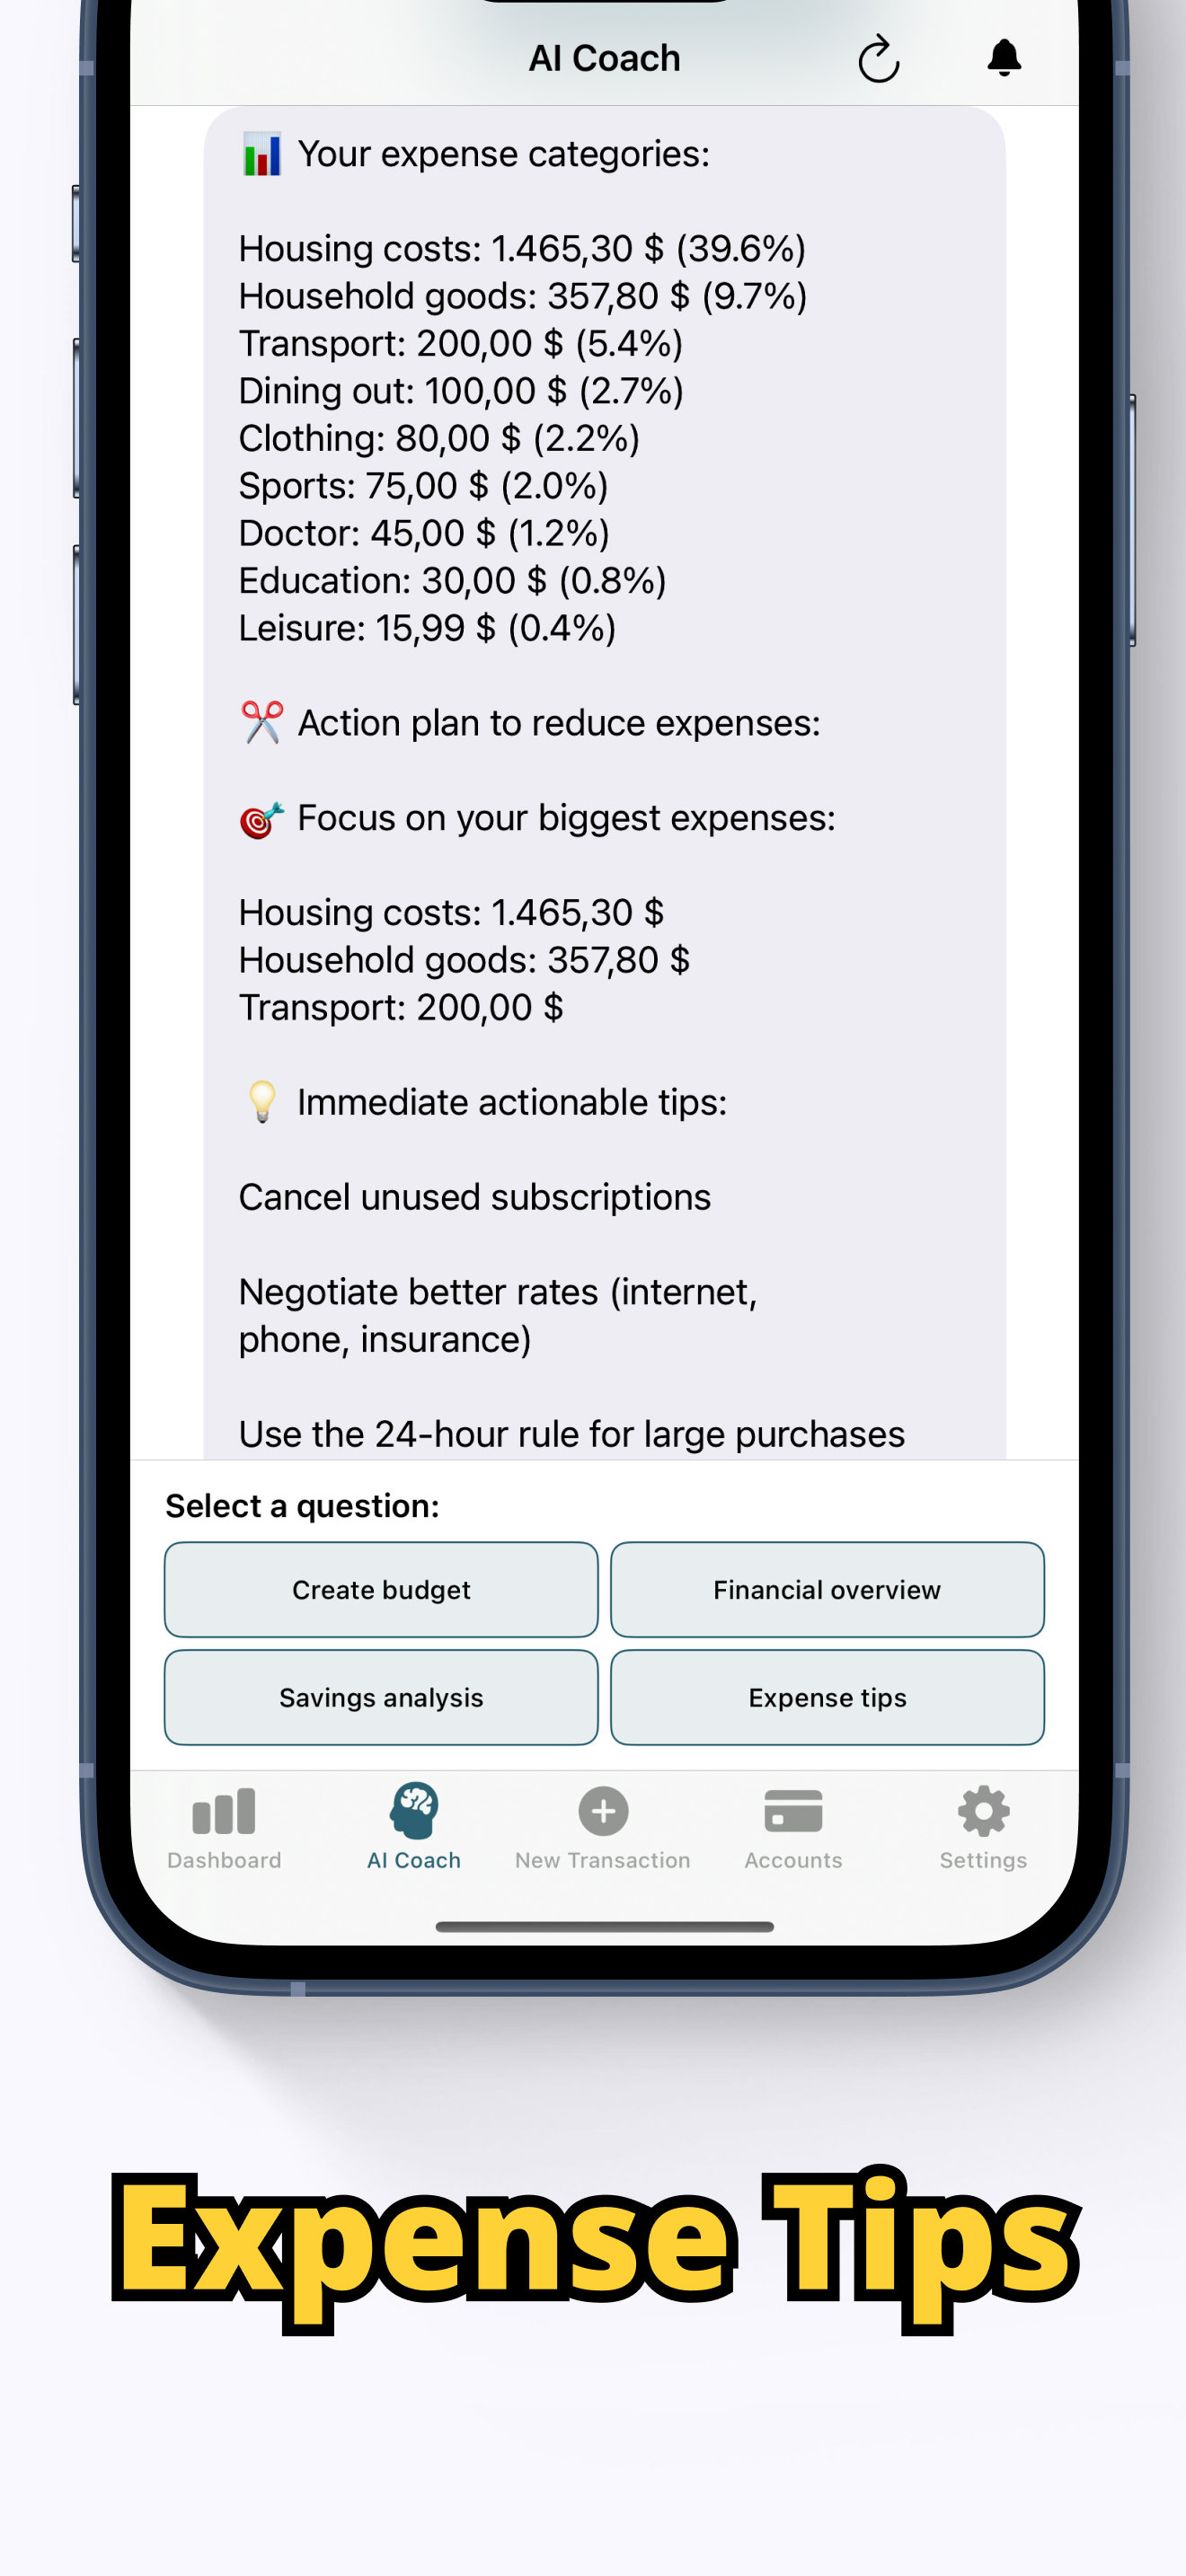 AI Coach
Your expense categories:
Housing costs: 1.465,30 $ (39.6%)
Household goods: 357,80 $ (9.7%)
Transport: 200,00 $ (5.4%)
Dining out: 100,00 $ (2.7%)
Clothing: 80,00 $ (2.2%)
Sports: 75,00 $ (2.0%)
Doctor: 45,00 $ (1.2%)
Education: 30,00 $ (0.8%)
Leisure: 15,99 $ (0.4%)
Action plan to reduce expenses:
Focus on your biggest expenses:
Housing costs: 1.465,30 $
Household goods: 357,80 $
Transport: 200,00 $
Immediate actionable tips:
Cancel unused subscriptions
Negotiate better rates (internet,
phone, insurance)
Use the 24-hour rule for large purchases
Select a question:
Create budget
Financial overview
Savings analysis
Expense tips
Dashboard
AI Coach
New Transaction
Accounts
Settings
Expense Tips